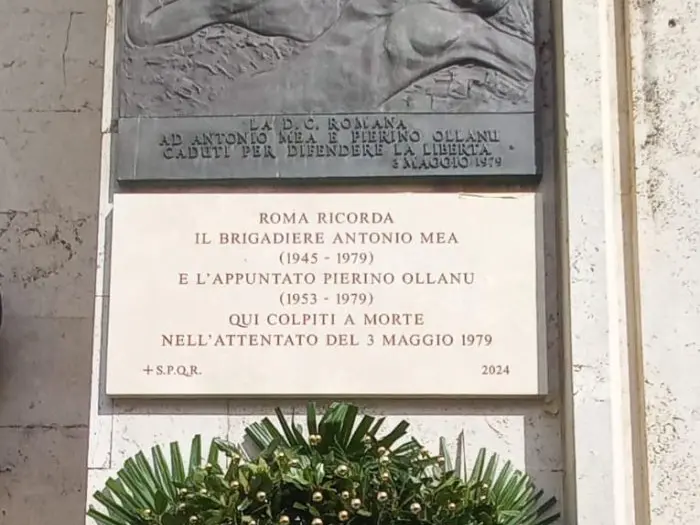 LA D.C. ROMANA
AD ANTONIO MEA E PIERINO OLLANU
CADUTI PER DIFENDERE LA LIBERTA
3 MAGGIO 1979
ROMA RICORDA
IL BRIGADIERE ANTONIO MEA
(1945 - 1979)
E L'APPUNTATO PIERINO OLLANU
(1953 - 1979)
QUI COLPITI A MORTE
NELL'ATTENTATO DEL 3 MAGGIO 1979
+ S.P.Q.R. 2024